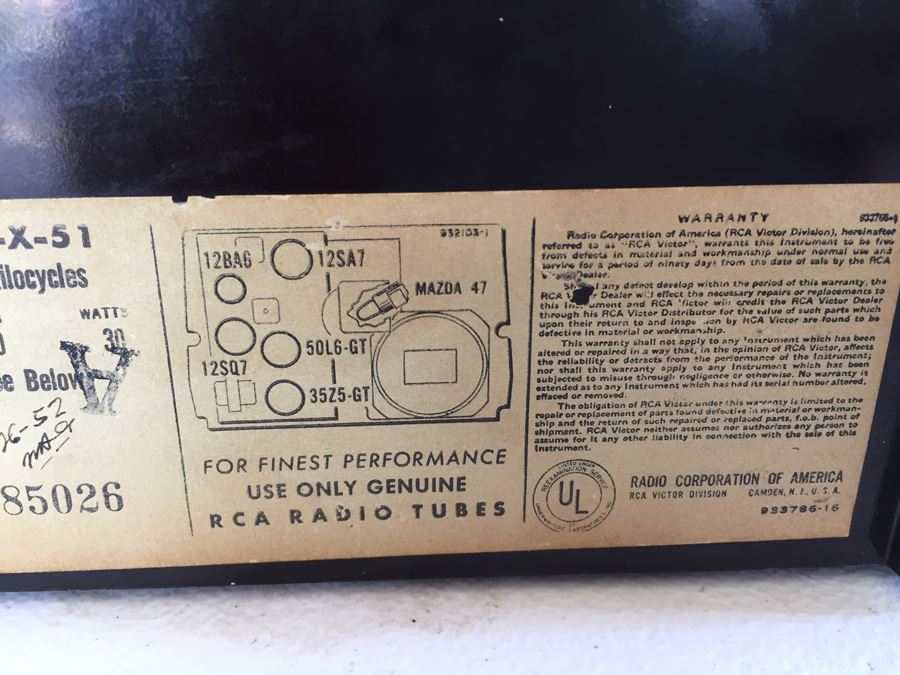 -X-51
ilocycles
WATTS
30
ee Below
H
26-52
85026
932103-1
12BA6
12SA7
MAZDA 47
12SQ7
50L6-GT
35Z5-GT
FOR FINEST PERFORMANCE
USE ONLY GENUINE
RCA RADIO TUBES
WARRANTY
Radio Corporation of America (RCA Victor Division), hereinafter
referred to as "RCA Victor", warrants this Instrument to be free
from defects in material and workmanship under normal use and
service for a period of ninety days from the date of sale by the RCA
Dealer.
any defect develop within the period of this warranty, the
RCA Dealer will effect the necessary repairs or replacements to
this and RCA Victor will credit the RCA Victor Dealer
through his RCA Victor Distributor for the value of such parts which
upon their return to and by RCA Victor are found to be
defective in material or workmanship.
This warranty shall not apply to any Instrument which has been
altered or repaired in a way that, in the opinion of RCA Victor, affects
the reliability or detracts from the performance of the Instrument;
nor shall this warranty apply to any Instrument which has been
subjected to misuse through negligence or otherwise. No warranty is
extended as to any Instrument which has had its serial number altered,
effaced or removed.
The obligation of RCA Victor under this warranty is limited to the
repair or replacement of parts found defective in material or workman-
ship and the return of such repaired or replaced parts, f.o.b. point of
shipment. RCA Victor neither assumes nor authorizes any person to
assume for it any other liability in connection with the sale of this
Instrument.
LISTED UNDER
REEXAMINATION SERVICE
UL
UNDERWRITERS' LABORATORIES, INC.
RADIO CORPORATION OF AMERICA
RCA VICTOR DIVISION CAMDEN, N.J., U.S.A.
933786-16